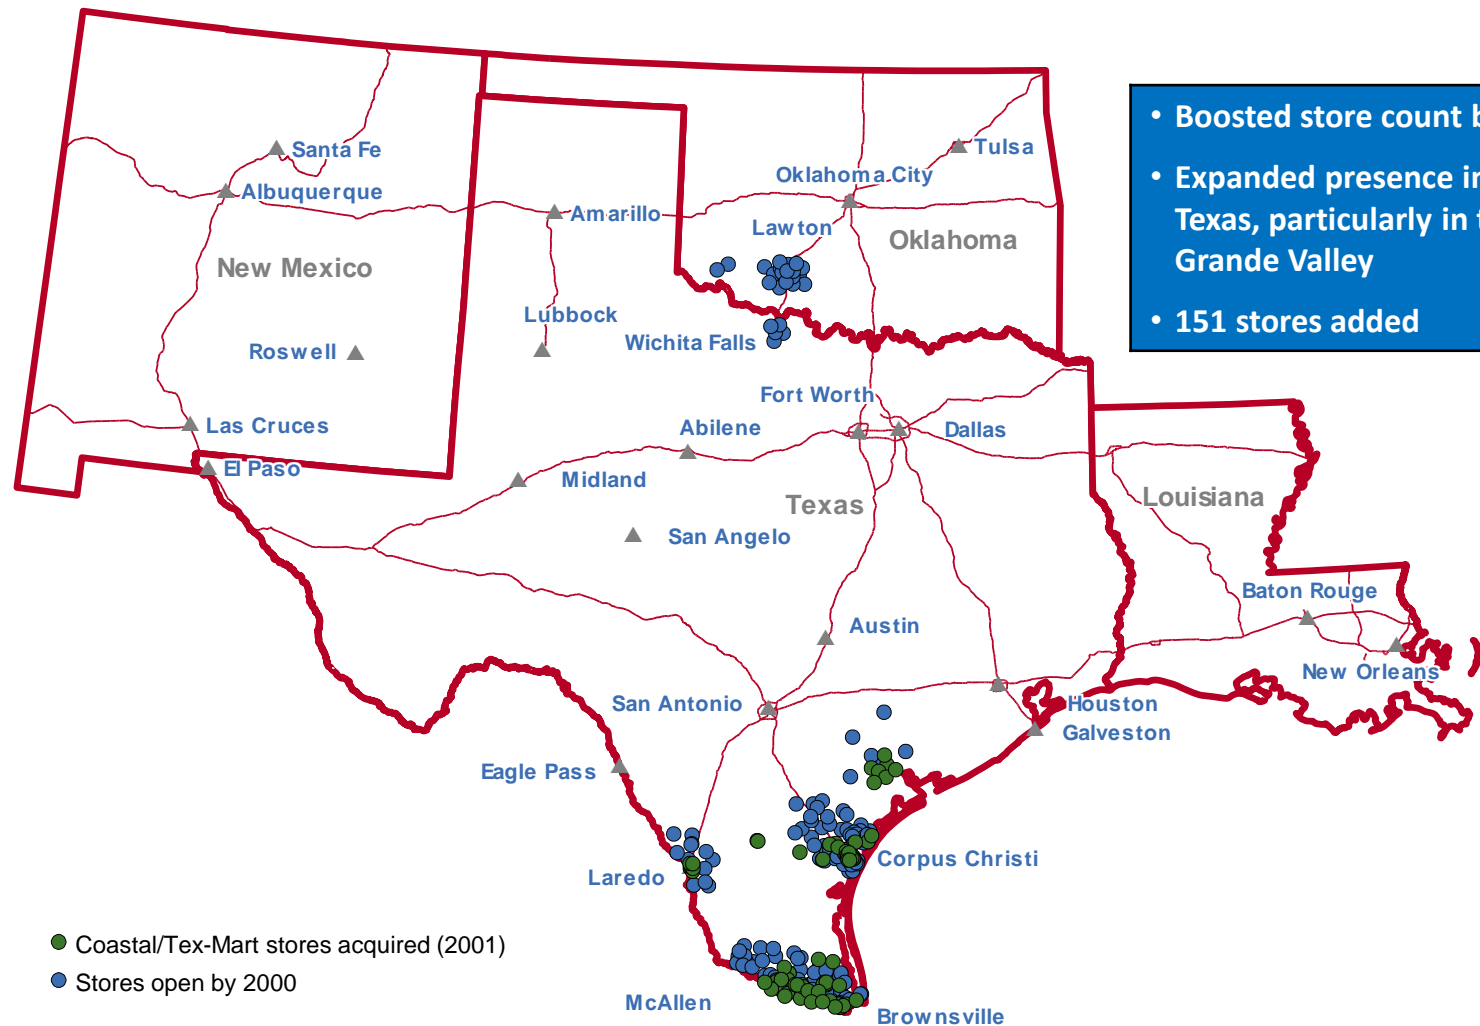 • Boosted store count b
• Expanded presence in
Texas, particularly in t
Grande Valley
• 151 stores added
Santa Fe
Albuquerque
New Mexico
Roswell
Las Cruces
El Paso
Amarillo
Lubbock
Tulsa
Oklahoma City
Lawton
Oklahoma
Wichita Falls
Fort Worth
Dallas
Abilene
Midland
Texas
San Angelo
Louisiana
Baton Rouge
New Orleans
Austin
San Antonio
Houston
Galveston
Eagle Pass
Laredo
Corpus Christi
McAllen
Brownsville
Coastal/Tex-Mart stores acquired (2001)
Stores open by 2000